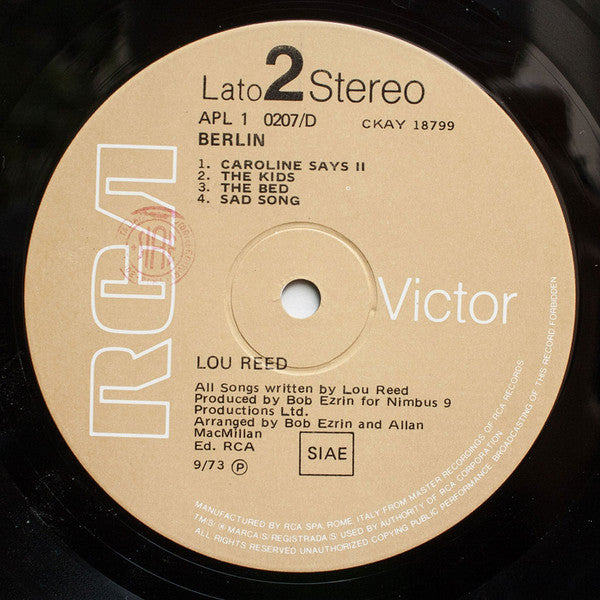 Lato 2 Stereo
APL 1 0207/D CKAY 18799
BERLIN
1. CAROLINE SAYS II
2. THE KIDS
3. THE BED
4. SAD SONG
RCA
Victor
LOU REED
All Songs written by Lou Reed
Produced by Bob Ezrin for Nimbus 9
Productions Ltd.
Arranged by Bob Ezrin and Allan
MacMillan
Ed. RCA
9/73 Ⓟ
SIAE
MANUFACTURED BY RCA SPA, ROME, ITALY FROM MASTER RECORDINGS OF RCA RECORDS
TMS/® MARCA(S) REGISTRADA(S) USED BY AUTHORITY OF RCA CORPORATION
ALL RIGHTS RESERVED UNAUTHORIZED COPYING PUBLIC PERFORMANCE BROADCASTING OF THIS RECORD FORBIDDEN